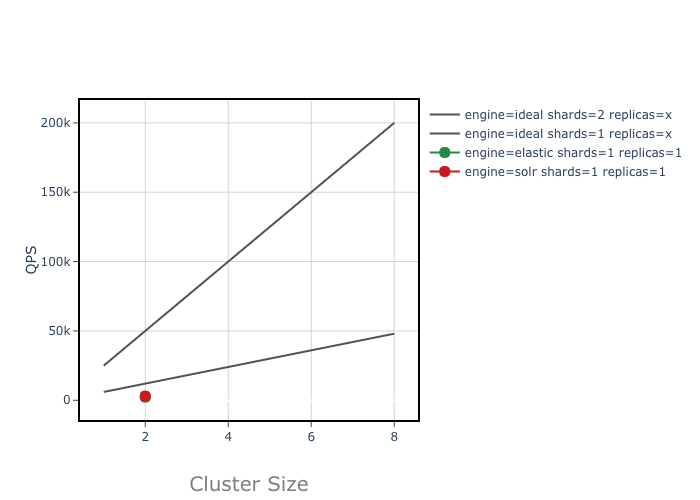 engine=ideal shards=2 replicas=x
engine=ideal shards=1 replicas=x
engine=elastic shards=1 replicas=1
engine=solr shards=1 replicas=1
QPS
200k
150k
100k
50k
0
2 4 6 8
Cluster Size